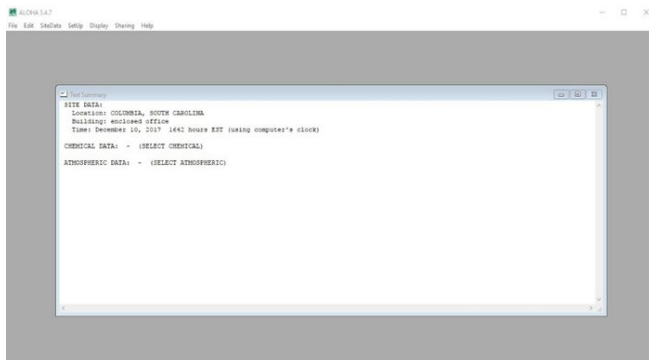 ALOHA 5.4.7
File Edit SiteData SetUp Display Sharing Help
Text Summary
SITE DATA:
Location: COLUMBIA, SOUTH CAROLINA
Building: enclosed office
Time: December 10, 2017 1642 hours EST (using computer's clock)
CHEMICAL DATA: - (SELECT CHEMICAL)
ATMOSPHERIC DATA: - (SELECT ATMOSPHERIC)